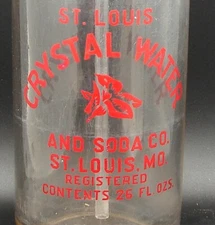 ST. LOUIS
CRYSTAL WATER
AND SODA CO.
ST. LOUIS, MO.
REGISTERED
CONTENTS 26 FL OZS.